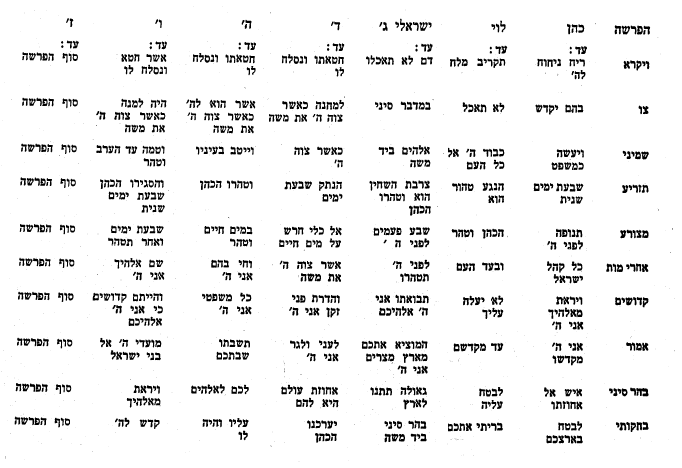 הפרשה כהן לוי ישראלי ג׳ ד׳ ה׳ ו׳ ז׳
עד: עד: עד: עד: עד: עד:
ויקרא ריח ניחוח תקריב מלח דם לא תאכלו חטאתו ונסלח חטאתו ונסלח אשר חטא סוף הפרשה
לה׳ לו לו ונסלח לו
צו בהם יקדש לא תאכל במדבר סיני למחנה כאשר אשר הוא לה׳ היה למנה סוף הפרשה
צוה ה׳ את משה כאשר צוה ה׳ כאשר צוה ה׳
את משה את משה
שמיני ויעשה כבוד ה׳ אל אלהים ביד כאשר צוה וייטב בעיניו וטמה עד הערב סוף הפרשה
כמשפט כל העם משה ה׳ וטהר
תזריע שבעת ימים הנגע טהור צרבת השחין הנתק שבעת וטהרו הכהן והסגירו הכהן סוף הפרשה
שנית הוא הוא וטהרו ימים שבעת ימים
הכהן שנית
מצורע תנופה הכהן וטהר שבע פעמים אל כלי חרש במים חיים שבעת ימים סוף הפרשה
לפני ה׳ לפני ה׳ על מים חיים וטהר ואחר תטהר
אחרי מות כל קהל ובעד העם לפני ה׳ אשר צוה ה׳ וחי בהם שם אלהיך סוף הפרשה
ישראל תטהרו את משה אני ה׳ אני ה׳
קדושים ויראת לא יעלה תבואתו אני והדרת פני כל משפטי והייתם קדושים סוף הפרשה
מאלהיך עליך ה׳ אלהיכם זקן אני ה׳ אני ה׳ כי אני ה׳
אני ה׳ אלהיכם
אמור אני ה׳ עד מקדשם המוציא אתכם לעני ולגר תשבתו מועדי ה׳ אל סוף הפרשה
מקדשו מארץ מצרים אני ה׳ שבתכם בני ישראל
אני ה׳
בהר סיני איש אל לבטח גאולה תתנו אחוזת עולם לכם לאלהים ויראת סוף הפרשה
אחוזתו עליה לארץ היא להם מאלהיך
בחקותי לבטח בריתי אתכם בהר סיני יערכנו עליו והיה קדש לה׳ סוף הפרשה
בארצכם ביד משה הכהן לו